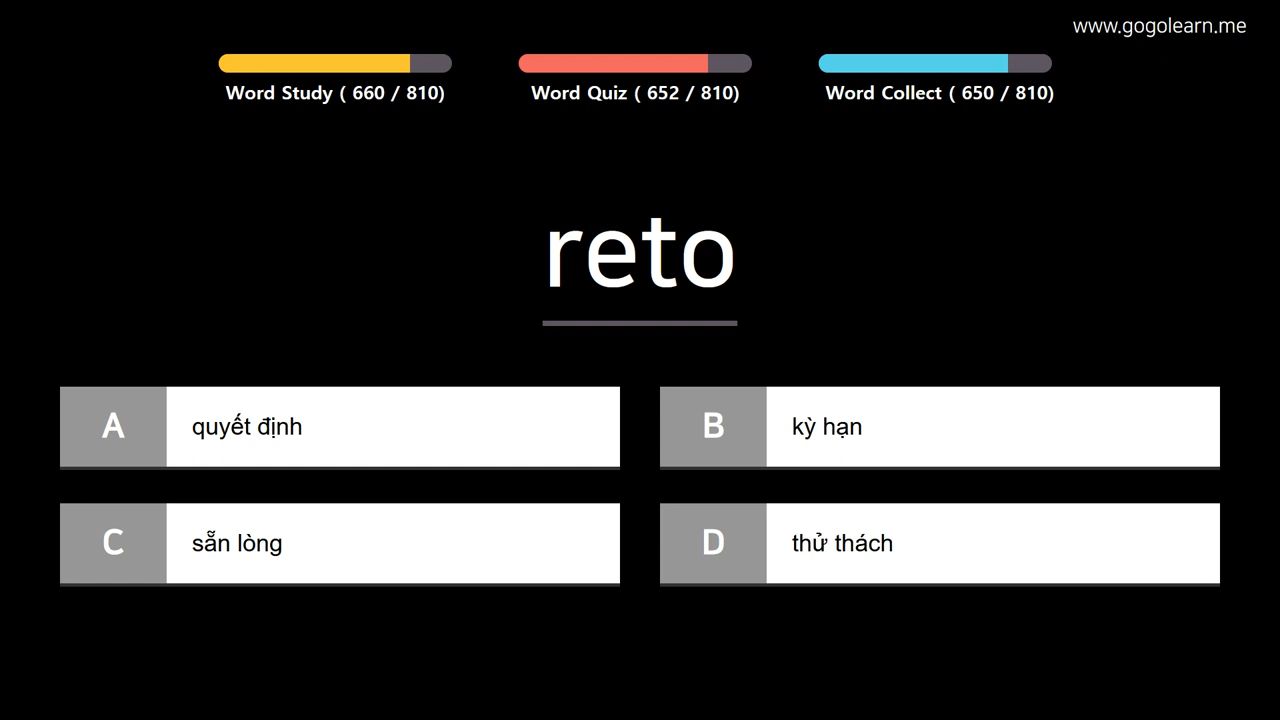 www.gogolearn.me
Word Study ( 660 / 810)
Word Quiz ( 652 / 810)
Word Collect ( 650 / 810)
reto
A quyết định
B kỳ hạn
C sẵn lòng
D thử thách